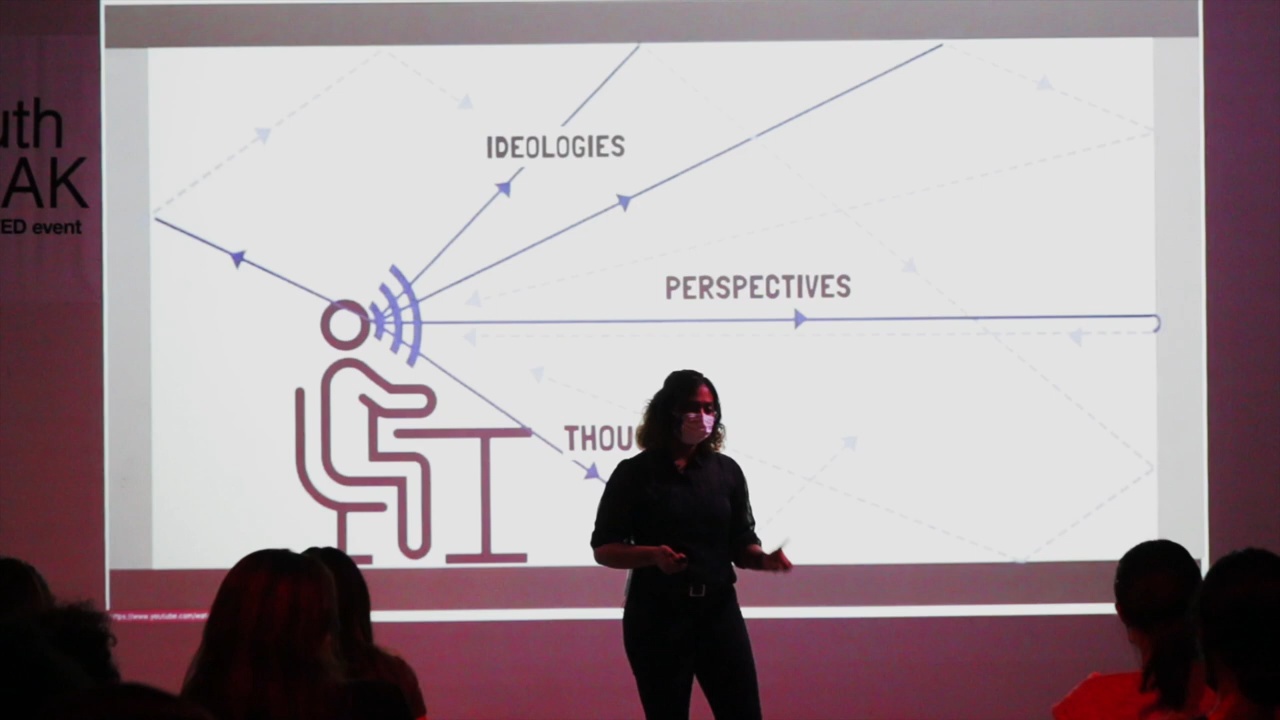 uth
AK
ED event
IDEOLOGIES
PERSPECTIVES
THOU